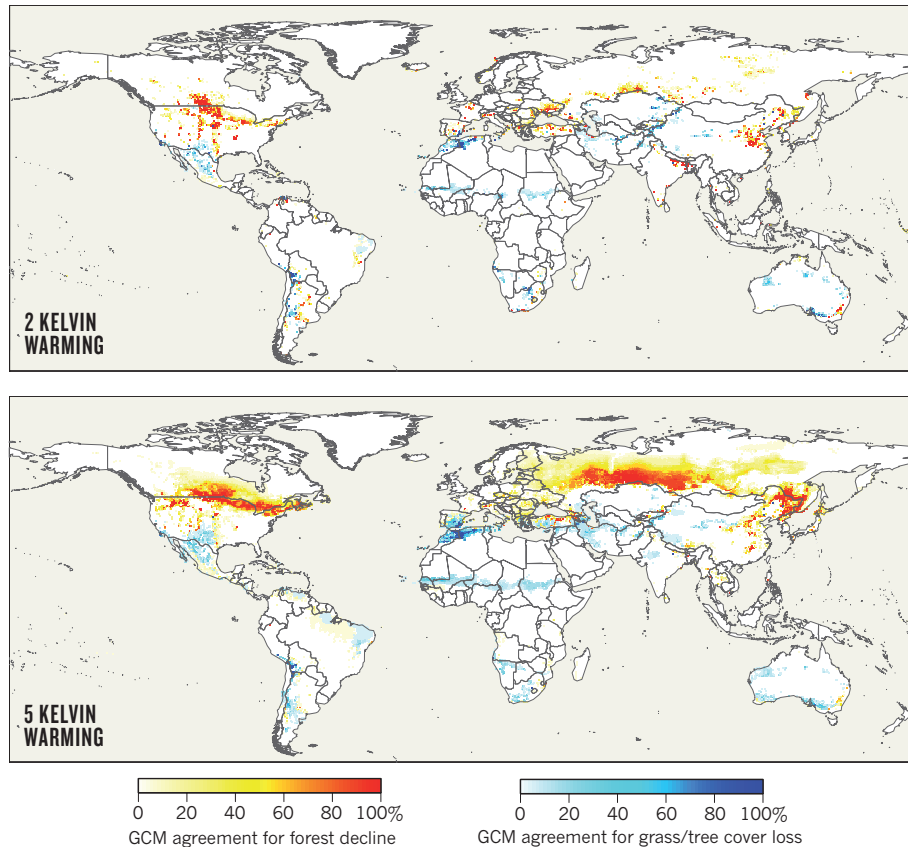 2 KELVIN
WARMING
5 KELVIN
WARMING
0 20 40 60 80 100%
GCM agreement for forest decline
0 20 40 60 80 100%
GCM agreement for grass/tree cover loss